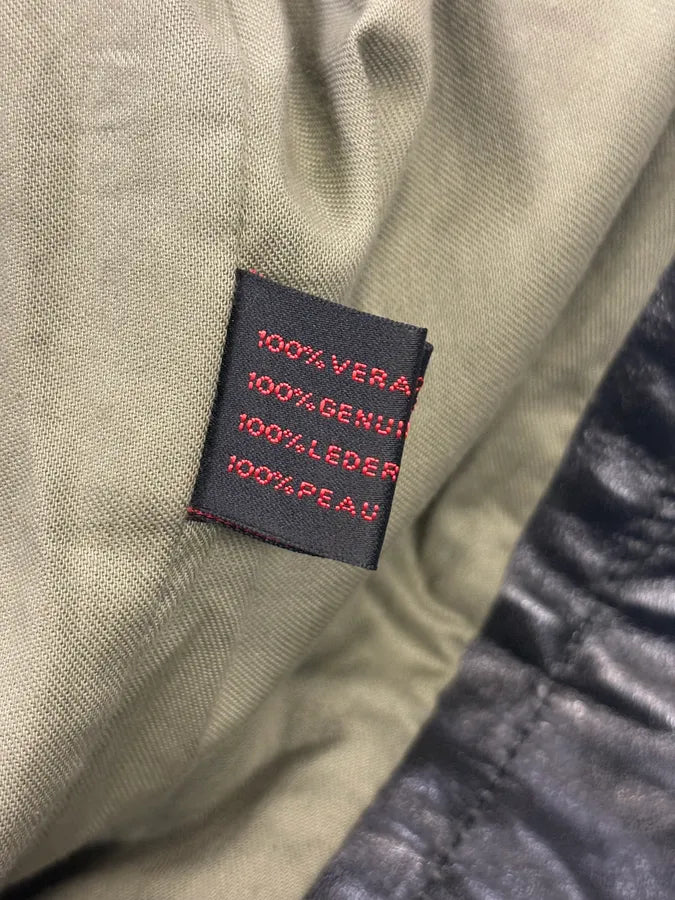 100% VERA
100% GENUI
100% LEDER
100% PEAU